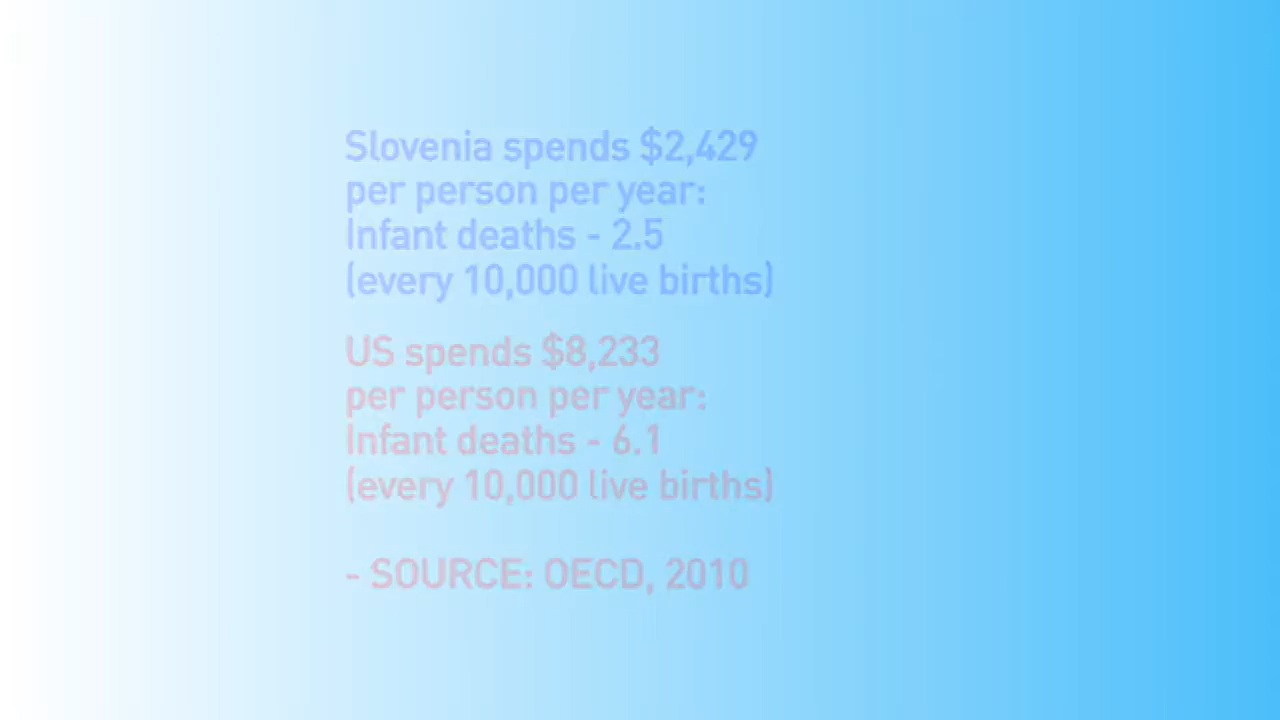 Slovenia spends $2,429
per person per year:
Infant deaths - 2.5
(every 10,000 live births)
US spends $8,233
per person per year:
Infant deaths - 6.1
(every 10,000 live births)
- SOURCE: OECD, 2010